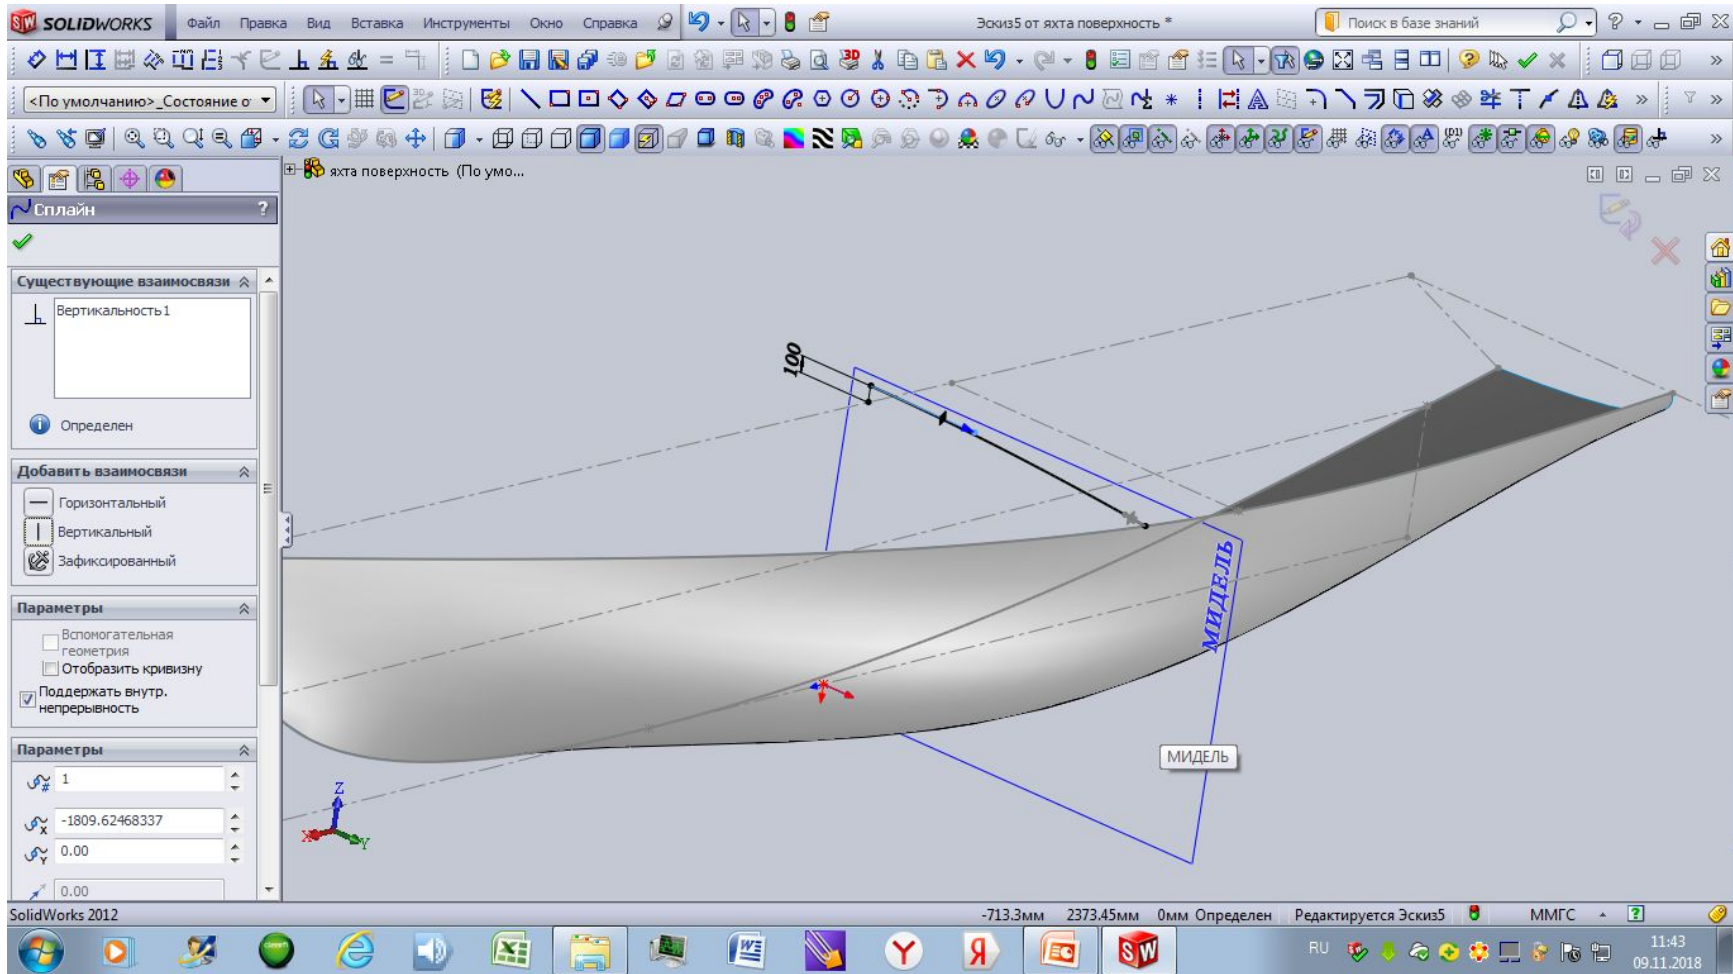 SOLIDWORKS Файл Правка Вид Вставка Инструменты Окно Справка Эскиз5 от яхта поверхность * Поиск в базе знаний ?
<По умолчанию>_Состояние о
яхта поверхность (По умо...
Сплайн ?
Существующие взаимосвязи
Вертикальность1
Определен
Добавить взаимосвязи
Горизонтальный
Вертикальный
Зафиксированный
Параметры
Вспомогательная
геометрия
Отобразить кривизну
Поддержать внутр.
непрерывность
Параметры
1
-1809.62468337
0.00
0.00
100
МИДЕЛЬ
МИДЕЛЬ
Z
X
Y
SolidWorks 2012 -713.3мм 2373.45мм 0мм Определен Редактируется Эскиз5 ММГС
RU 11:43
09.11.2018